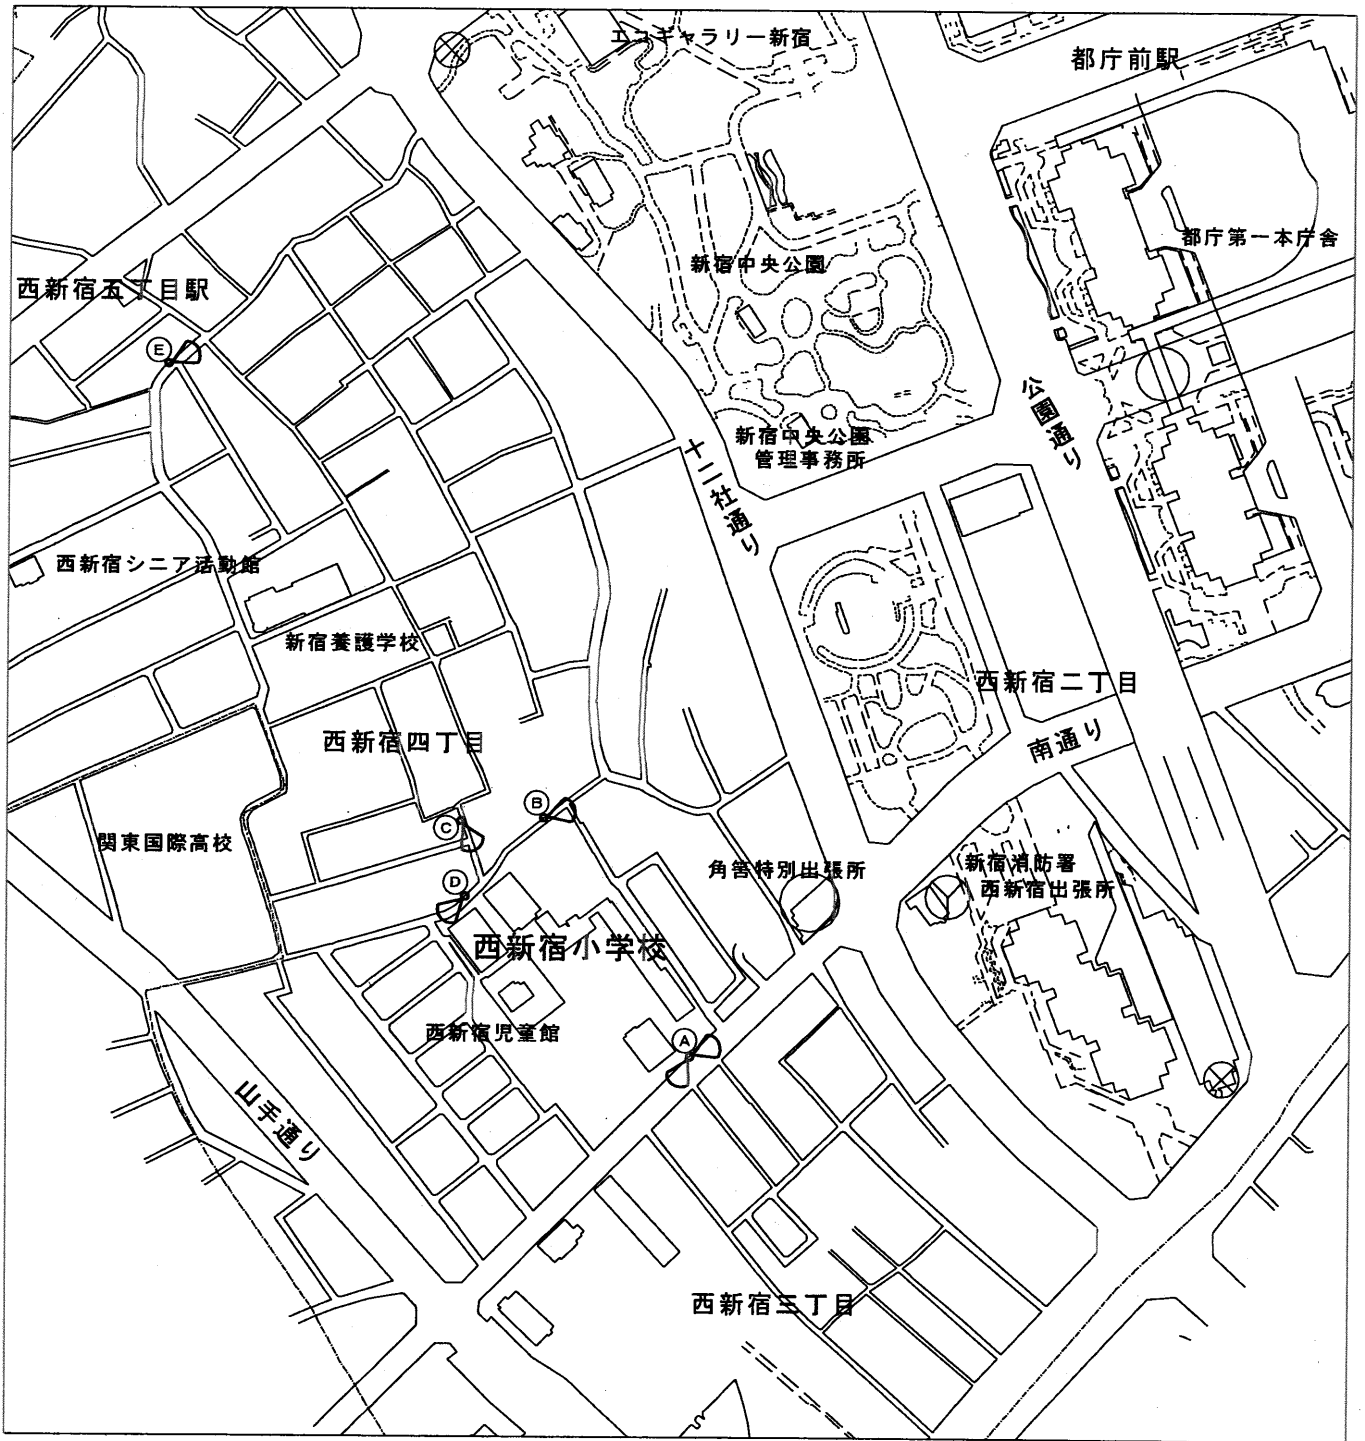 エコギャラリー新宿
都庁前駅
都庁第一本庁舎
新宿中央公園
西新宿五丁目駅
E
公園通り
新宿中央公園
管理事務所
十二社通り
西新宿シニア活動館
新宿養護学校
西新宿二丁目
西新宿四丁目
南通り
B
C
関東国際高校
角筈特別出張所
新宿消防署
西新宿出張所
D
西新宿小学校
西新宿児童館
A
山手通り
西新宿三丁目